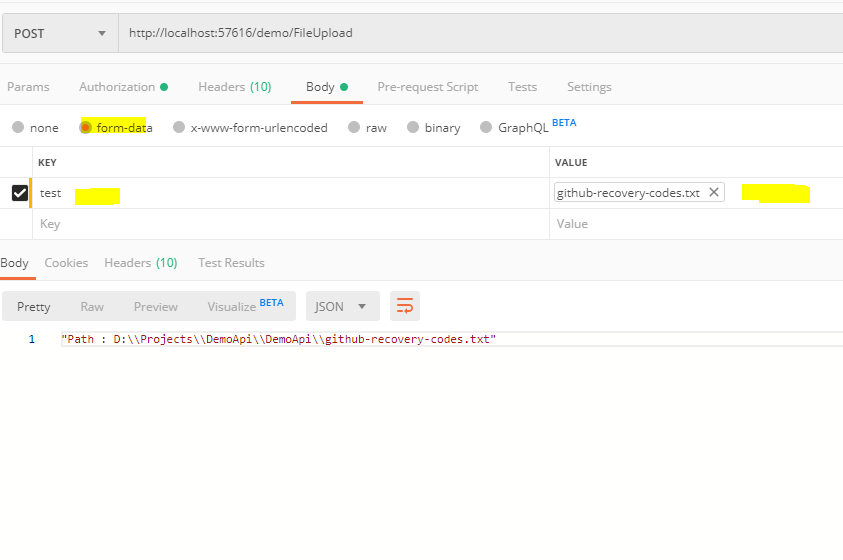 POST http://localhost:57616/demo/FileUpload
Params Authorization Headers (10) Body Pre-request Script Tests Settings
none form-data x-www-form-urlencoded raw binary GraphQL BETA
KEY VALUE
test github-recovery-codes.txt
Key Value
Body Cookies Headers (10) Test Results
Pretty Raw Preview Visualize BETA JSON
1 "Path : D:\\Projects\\DemoApi\\DemoApi\\github-recovery-codes.txt"